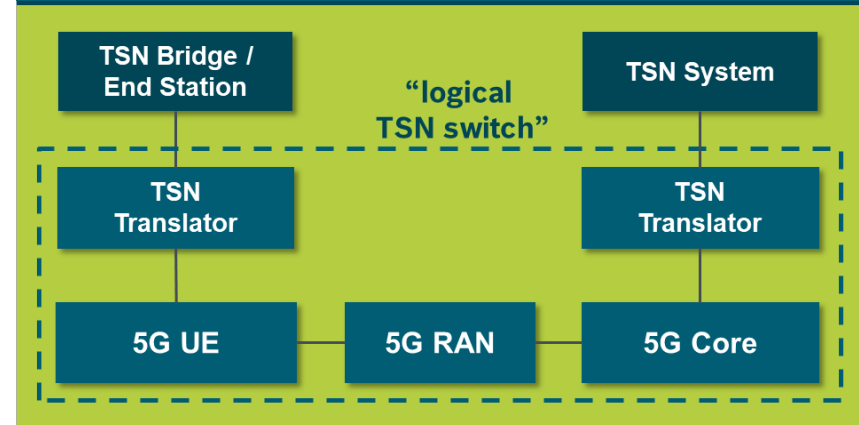 TSN Bridge /
End Station
“logical
TSN switch”
TSN System
TSN
Translator
TSN
Translator
5G UE
5G RAN
5G Core